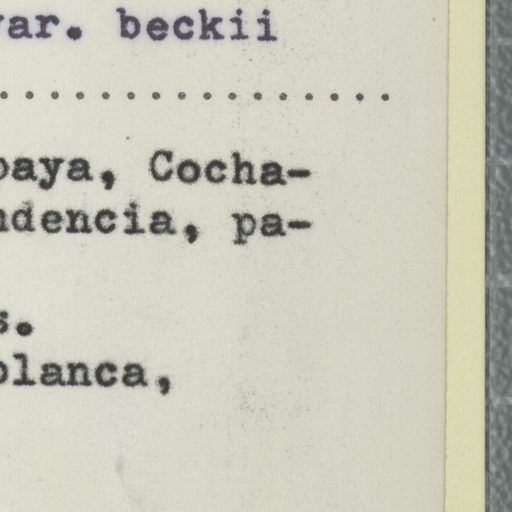 var. beckii
paya, Cocha-
ndencia, pa-
s.
blanca,